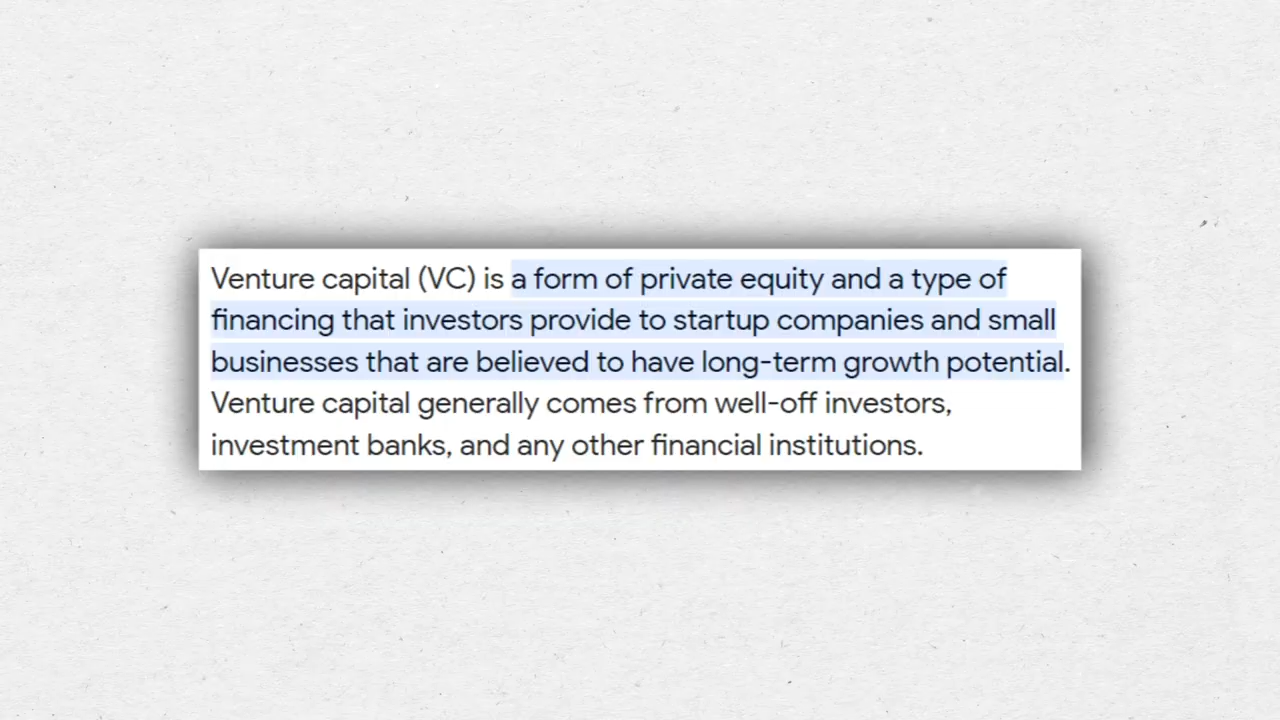 Venture capital (VC) is a form of private equity and a type of
financing that investors provide to startup companies and small
businesses that are believed to have long-term growth potential.
Venture capital generally comes from well-off investors,
investment banks, and any other financial institutions.